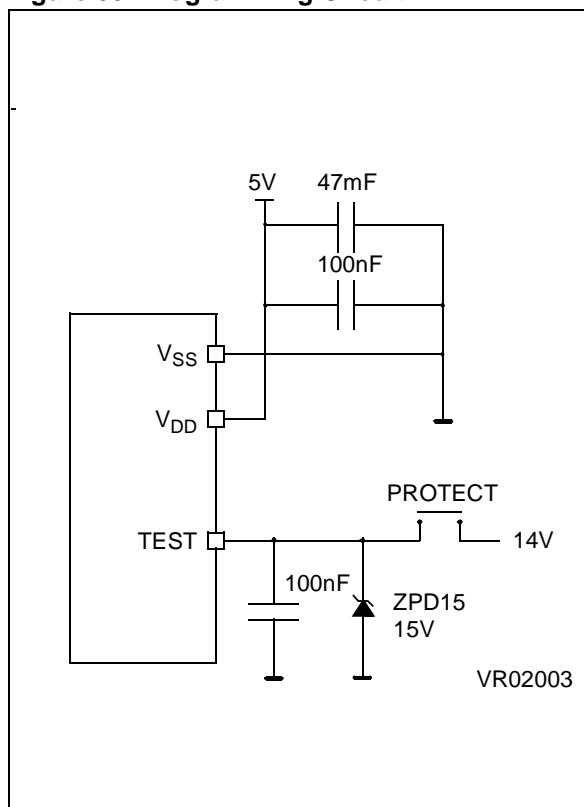 5V
47mF
100nF
VSS
VDD
TEST
PROTECT
14V
100nF
ZPD15
15V
VR02003